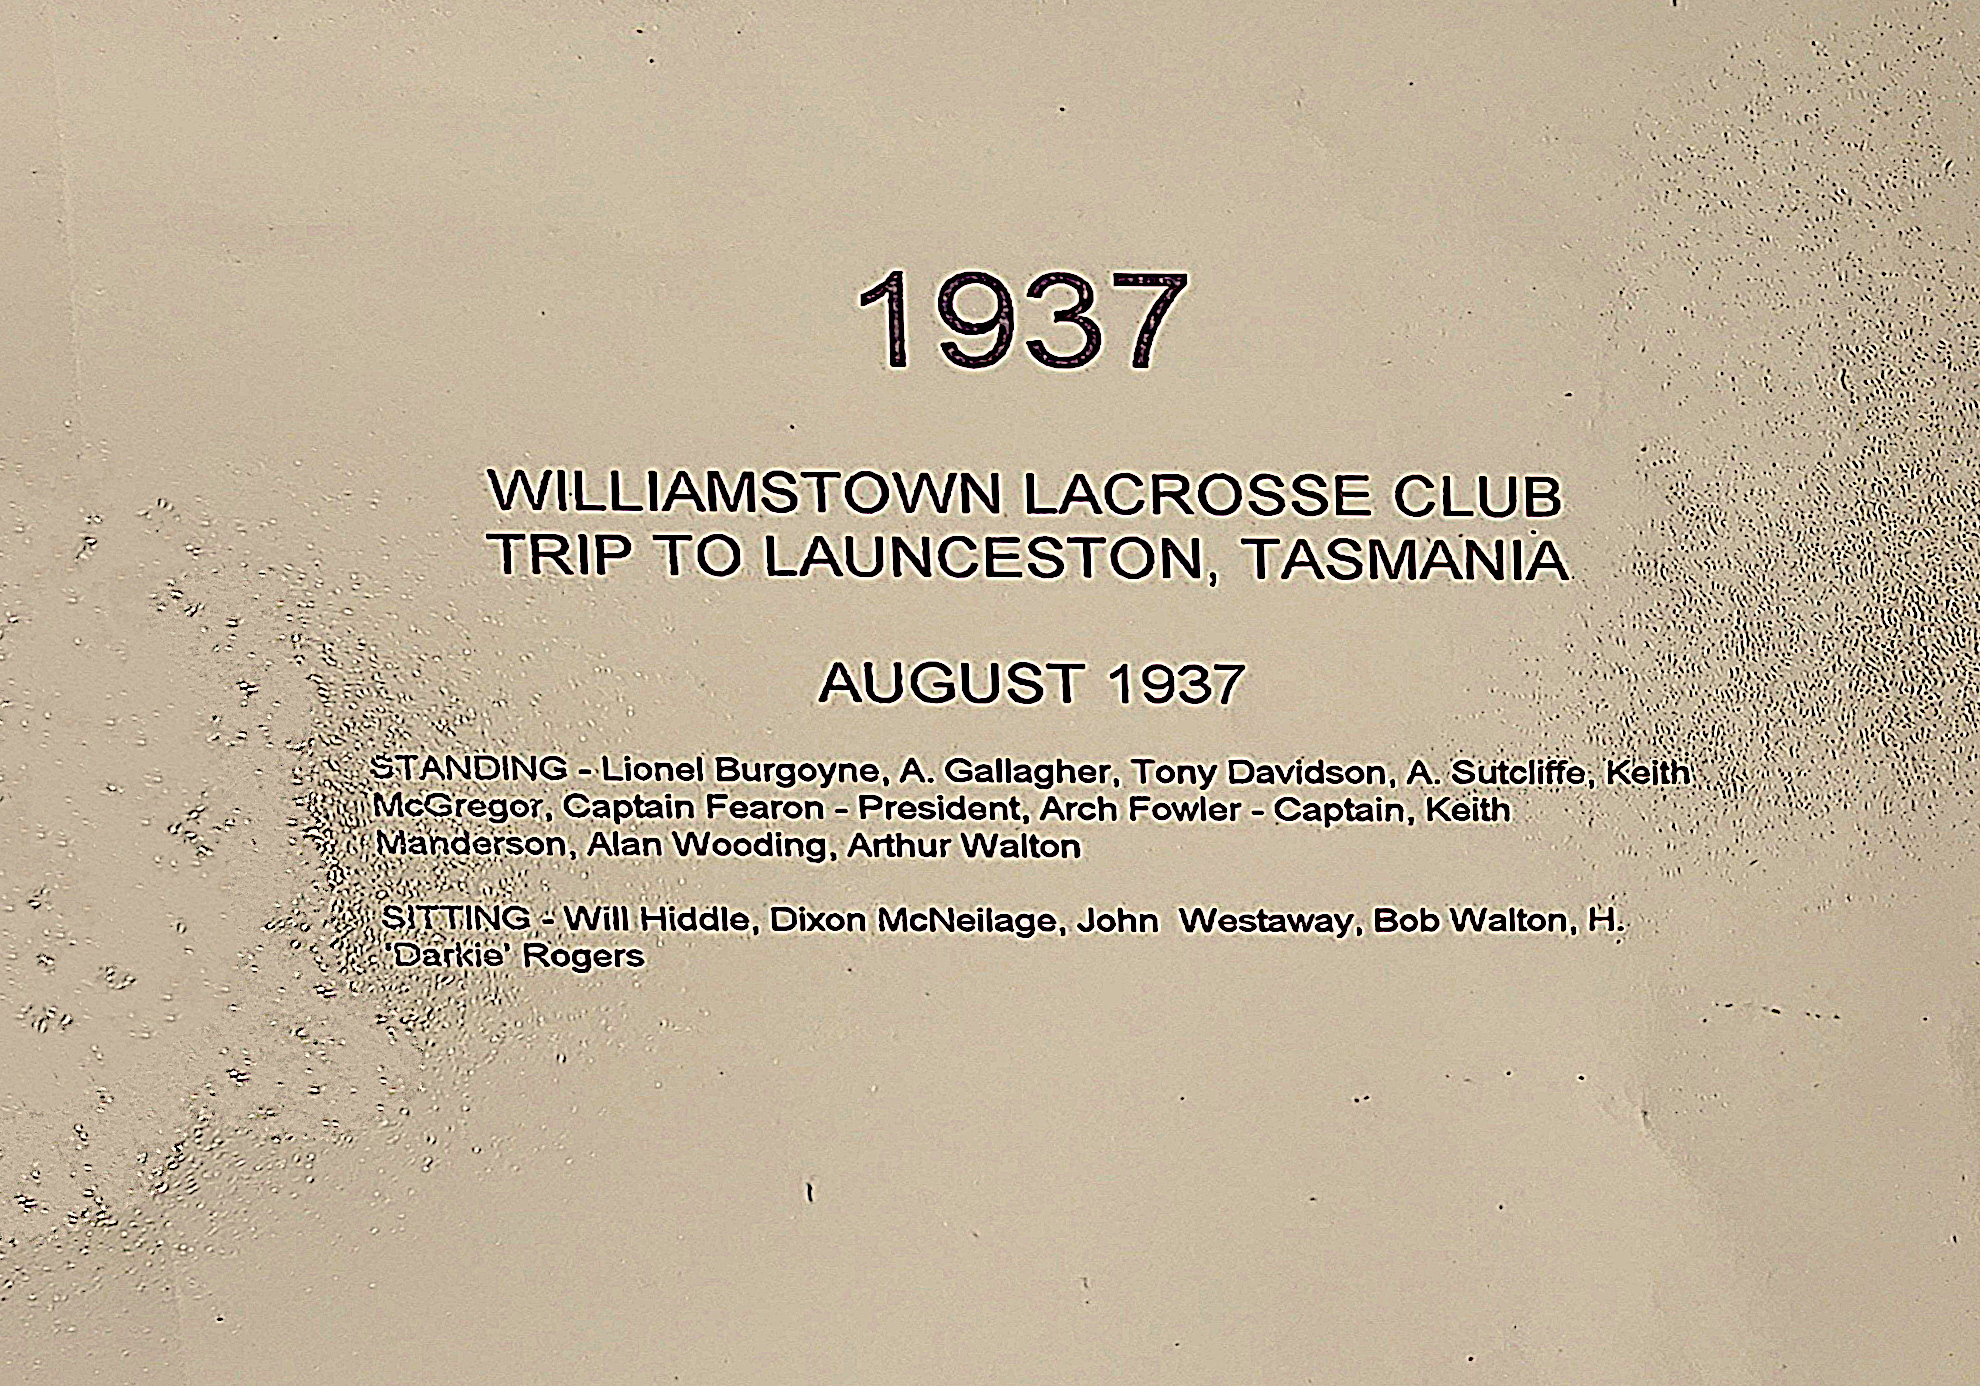 1937
WILLIAMSTOWN LACROSSE CLUB
TRIP TO LAUNCESTON, TASMANIA
AUGUST 1937
STANDING - Lionel Burgoyne, A. Gallagher, Tony Davidson, A. Sutcliffe, Keith
McGregor, Captain Fearon - President, Arch Fowler - Captain, Keith
Manderson, Alan Wooding, Arthur Walton
SITTING - Will Hiddle, Dixon McNeilage, John  Westaway, Bob Walton, H.
'Darkie' Rogers